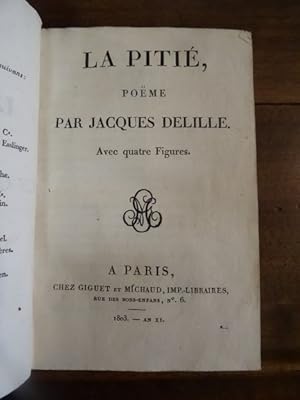 LA PITIÉ,
POËME
PAR JACQUES DELILLE.
Avec quatre Figures.
A PARIS,
CHEZ GIGUET ET MICHAUD, IMP.-LIBRAIRES,
RUE DES BONS-ENFANS, N°. 6.
1803. — AN XI.